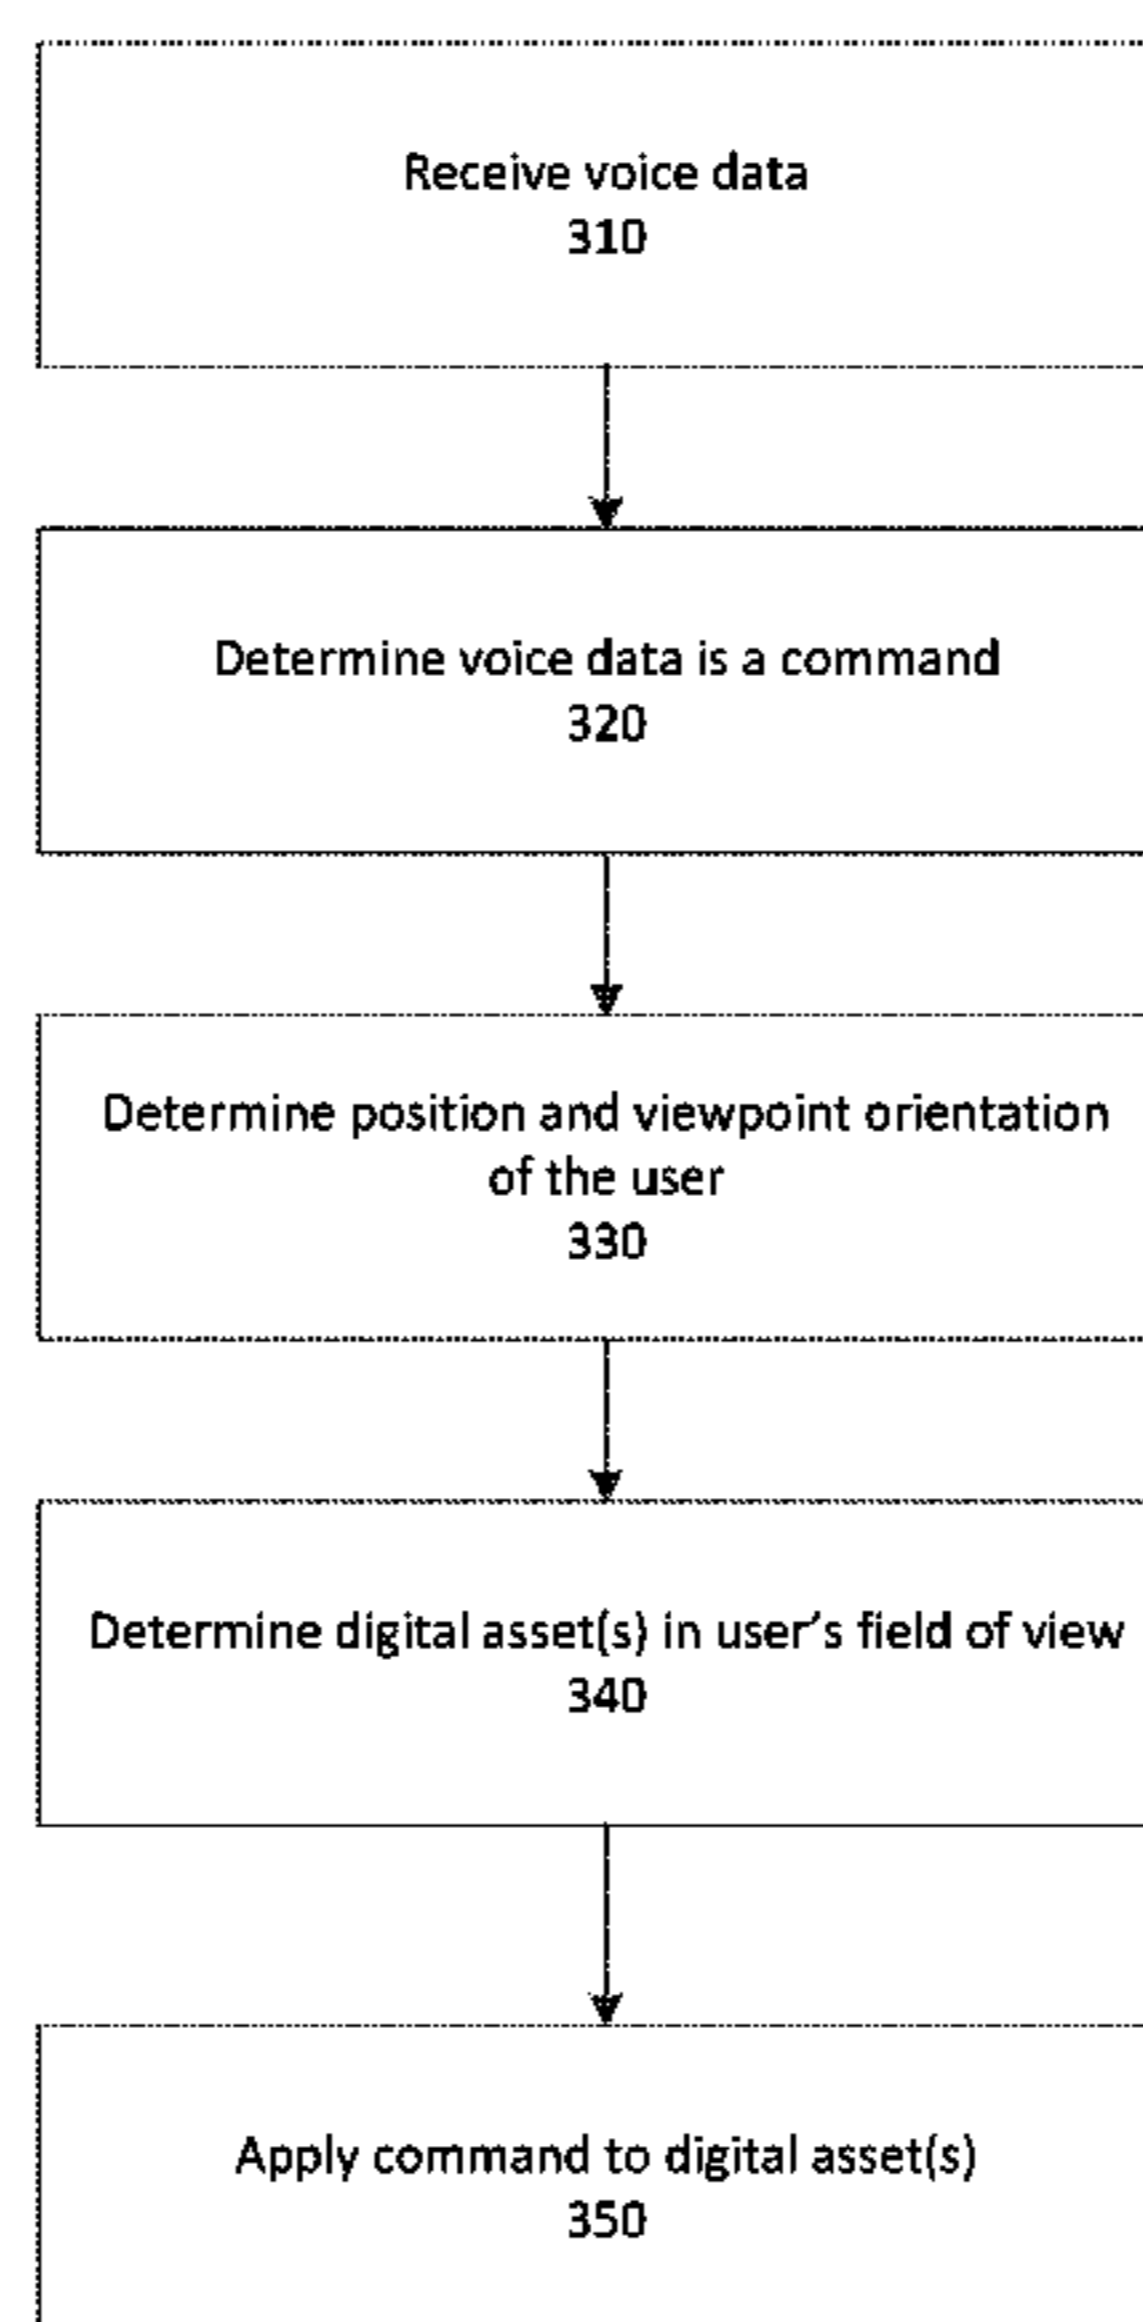 Receive voice data
310
Determine voice data is a command
320
Determine position and viewpoint orientation
of the user
330
Determine digital asset(s) in user's field of view
340
Apply command to digital asset(s)
350